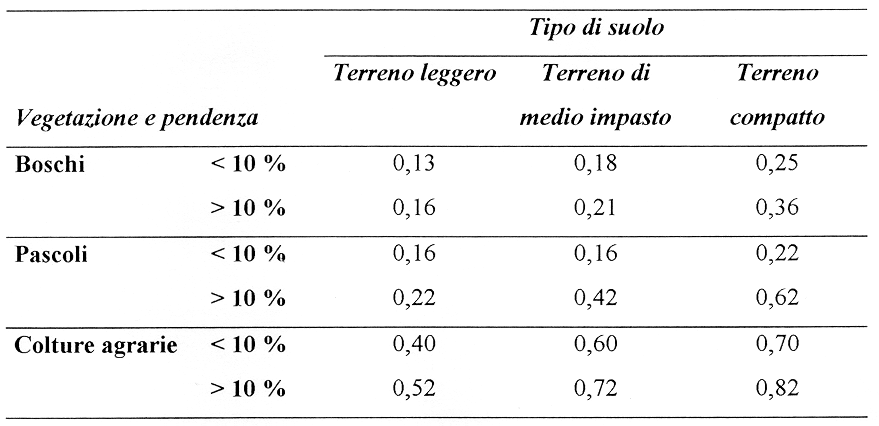 Tipo di suolo
Terreno leggero Terreno di Terreno
Vegetazione e pendenza medio impasto compatto
Boschi < 10 % 0,13 0,18 0,25
> 10 % 0,16 0,21 0,36
Pascoli < 10 % 0,16 0,16 0,22
> 10 % 0,22 0,42 0,62
Colture agrarie < 10 % 0,40 0,60 0,70
> 10 % 0,52 0,72 0,82